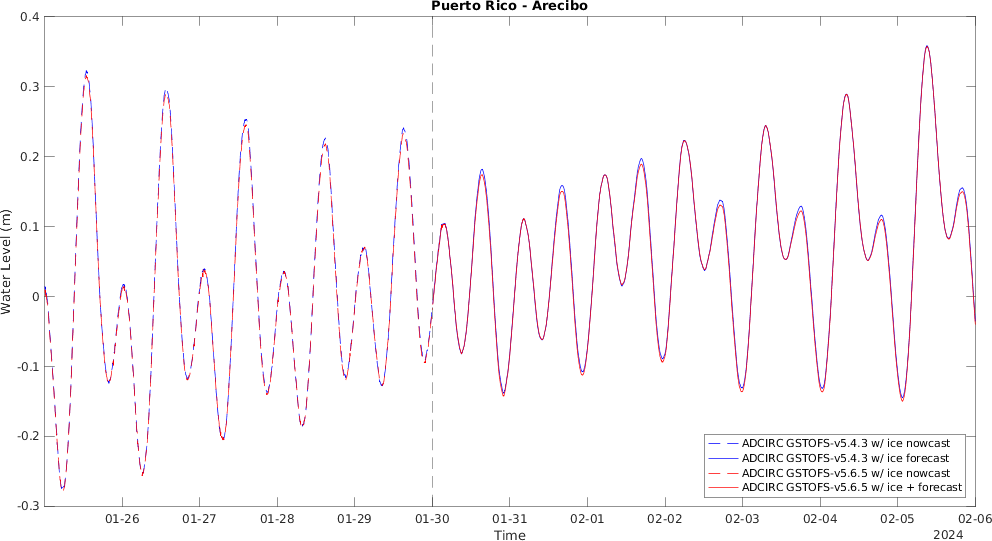 Puerto Rico - Arecibo
0.4
0.3
0.2
0.1
0
-0.1
-0.2
-0.3
Water Level (m)
ADCIRC GSTOFS-v5.4.3 w/ ice nowcast
ADCIRC GSTOFS-v5.4.3 w/ ice forecast
ADCIRC GSTOFS-v5.6.5 w/ ice nowcast
ADCIRC GSTOFS-v5.6.5 w/ ice + forecast
01-26 01-27 01-28 01-29 01-30 01-31 02-01 02-02 02-03 02-04 02-05 02-06
Time
2024